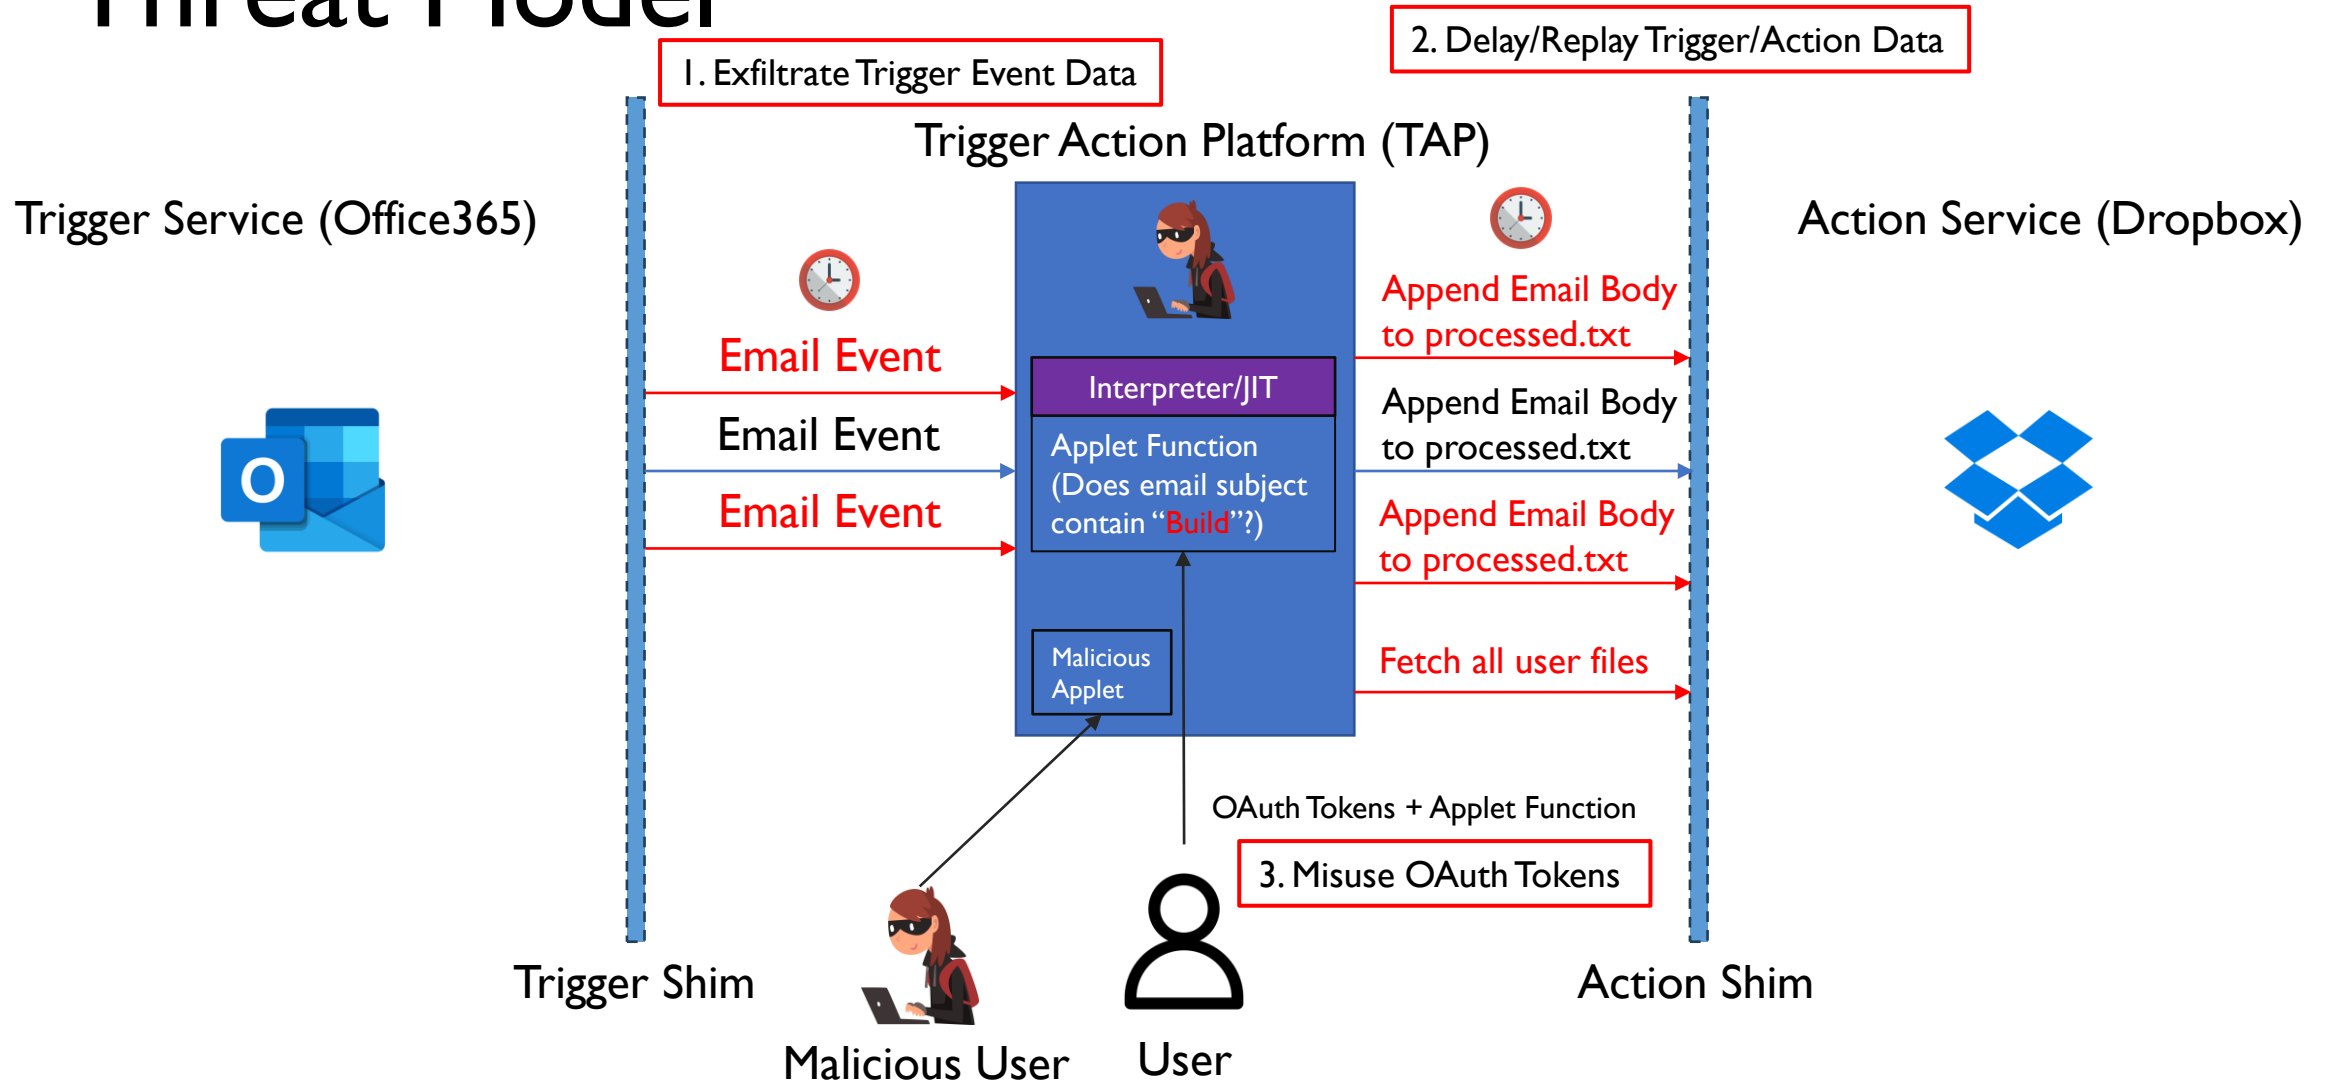 Threat Model
1. Exfiltrate Trigger Event Data
2. Delay/Replay Trigger/Action Data
Trigger Action Platform (TAP)
Trigger Service (Office365)
Action Service (Dropbox)
Email Event
Email Event
Email Event
O
Interpreter/JIT
Applet Function
(Does email subject
contain “Build”?)
Malicious
Applet
Append Email Body
to processed.txt
Append Email Body
to processed.txt
Append Email Body
to processed.txt
Fetch all user files
OAuth Tokens + Applet Function
3. Misuse OAuth Tokens
Trigger Shim
Action Shim
Malicious User
User